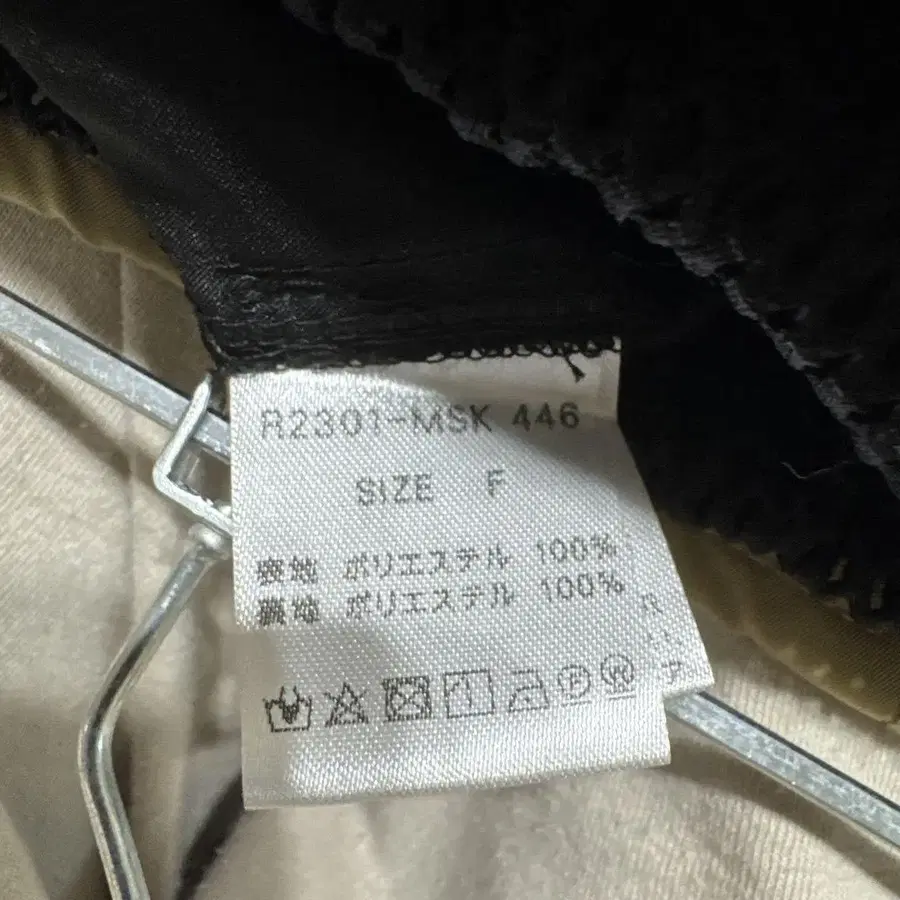 R2301-MSK 446
SIZE F
表地 ポリエステル 100%
裏地 ポリエステル 100%